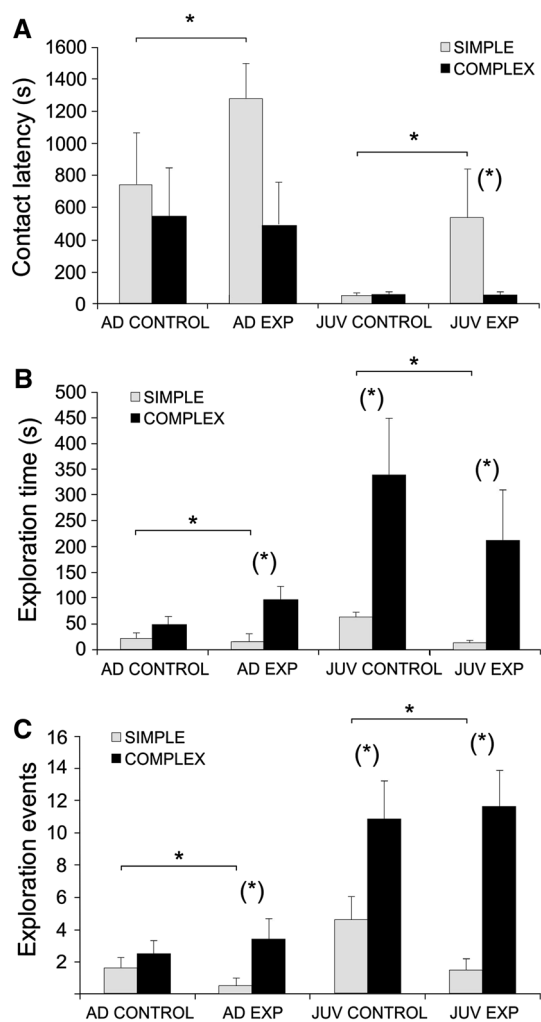 A
Contact latency (s)
1600
1400
1200
1000
800
600
400
200
0
*
*
(*)
SIMPLE
COMPLEX
AD CONTROL AD EXP JUV CONTROL JUV EXP
B
Exploration time (s)
500
450
400
350
300
250
200
150
100
50
0
SIMPLE
COMPLEX
*
(*)
*
(*)
(*)
AD CONTROL AD EXP JUV CONTROL JUV EXP
C
Exploration events
16
14
12
10
8
6
4
2
SIMPLE
COMPLEX
*
(*)
*
(*)
(*)
AD CONTROL AD EXP JUV CONTROL JUV EXP